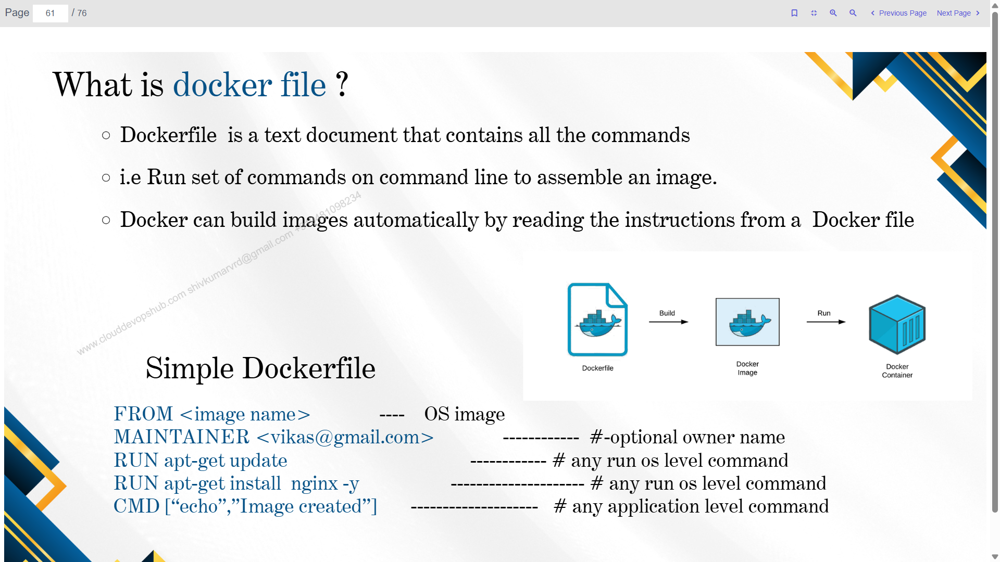 Page 61 / 76
Previous Page Next Page
What is docker file ?
Dockerfile is a text document that contains all the commands
i.e Run set of commands on command line to assemble an image.
Docker can build images automatically by reading the instructions from a Docker file
www.clouddevopshub.com shivkumarvrd@gmail.com
Build
Run
Dockerfile
Docker
Image
Docker
Container
Simple Dockerfile
FROM <image name> ---- OS image
MAINTAINER <vikas@gmail.com> ------------ #-optional owner name
RUN apt-get update ------------ # any run os level command
RUN apt-get install nginx -y --------------------- # any run os level command
CMD [“echo”,”Image created”] -------------------- # any application level command